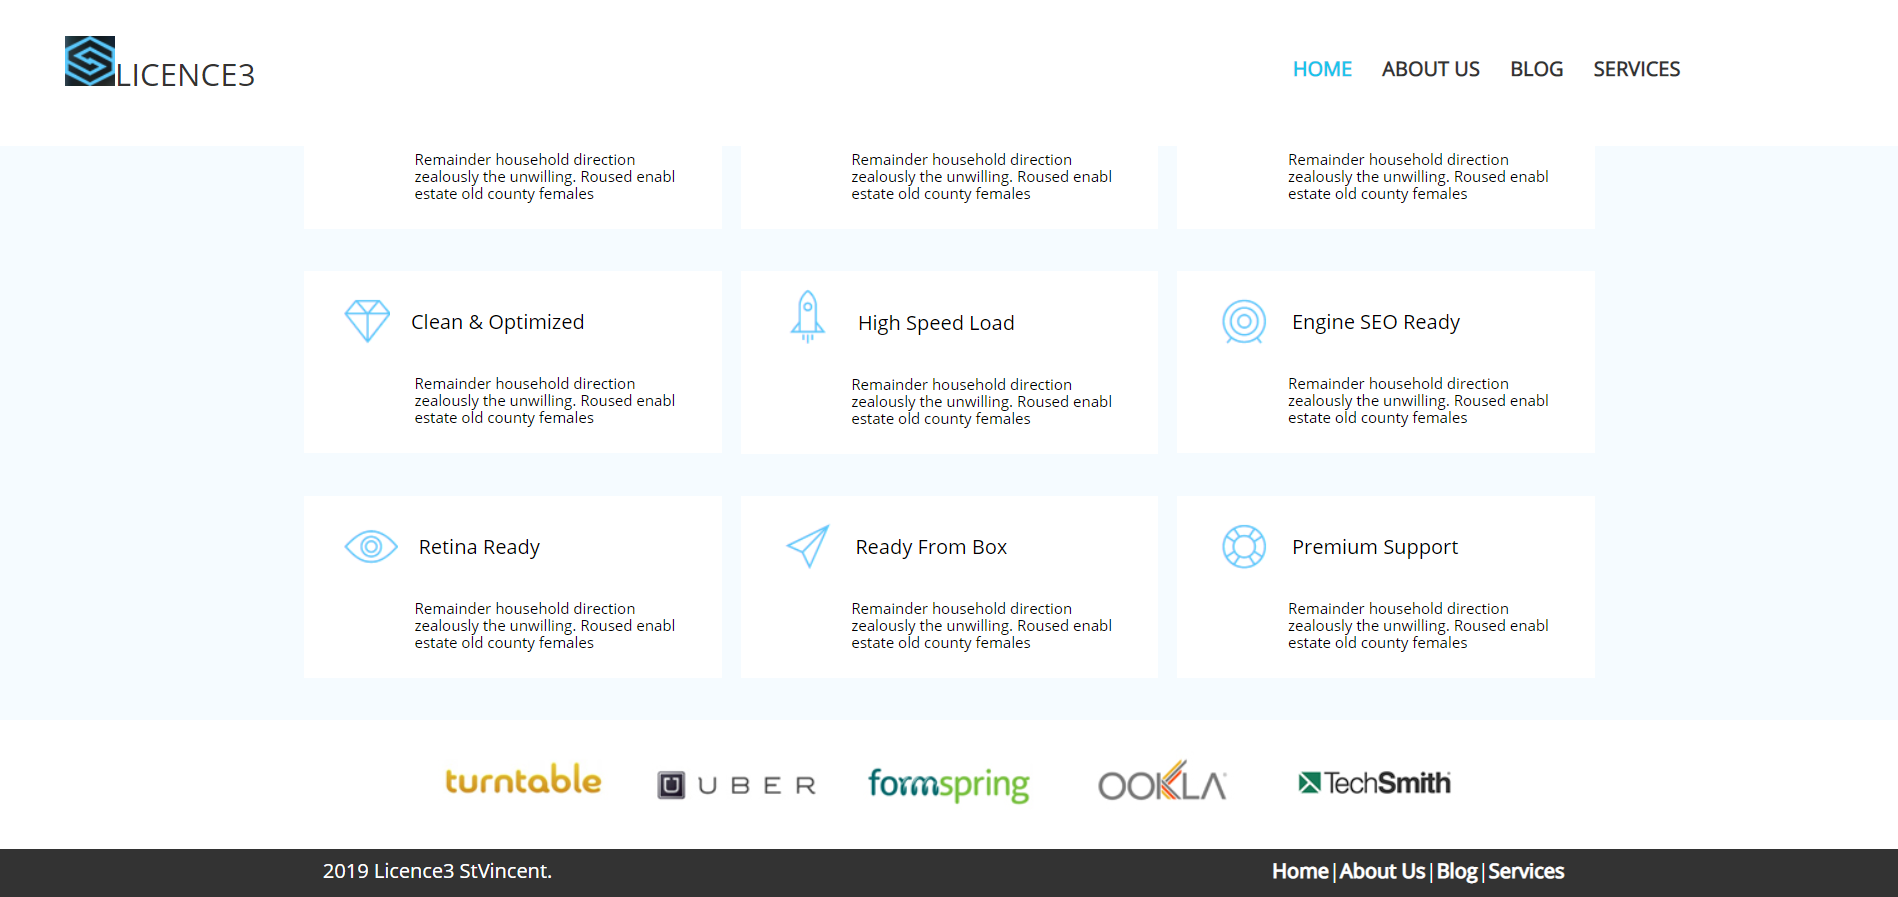 LICENCE3
HOME ABOUT US BLOG SERVICES
Remainder household direction
zealously the unwilling. Roused enabl
estate old county females
Remainder household direction
zealously the unwilling. Roused enabl
estate old county females
Remainder household direction
zealously the unwilling. Roused enabl
estate old county females
Clean & Optimized
Remainder household direction
zealously the unwilling. Roused enabl
estate old county females
High Speed Load
Remainder household direction
zealously the unwilling. Roused enabl
estate old county females
Engine SEO Ready
Remainder household direction
zealously the unwilling. Roused enabl
estate old county females
Retina Ready
Remainder household direction
zealously the unwilling. Roused enabl
estate old county females
Ready From Box
Remainder household direction
zealously the unwilling. Roused enabl
estate old county females
Premium Support
Remainder household direction
zealously the unwilling. Roused enabl
estate old county females
turntable
UBER
formspring
OOKLA
TechSmith
2019 Licence3 StVincent.
Home|About Us|Blog|Services